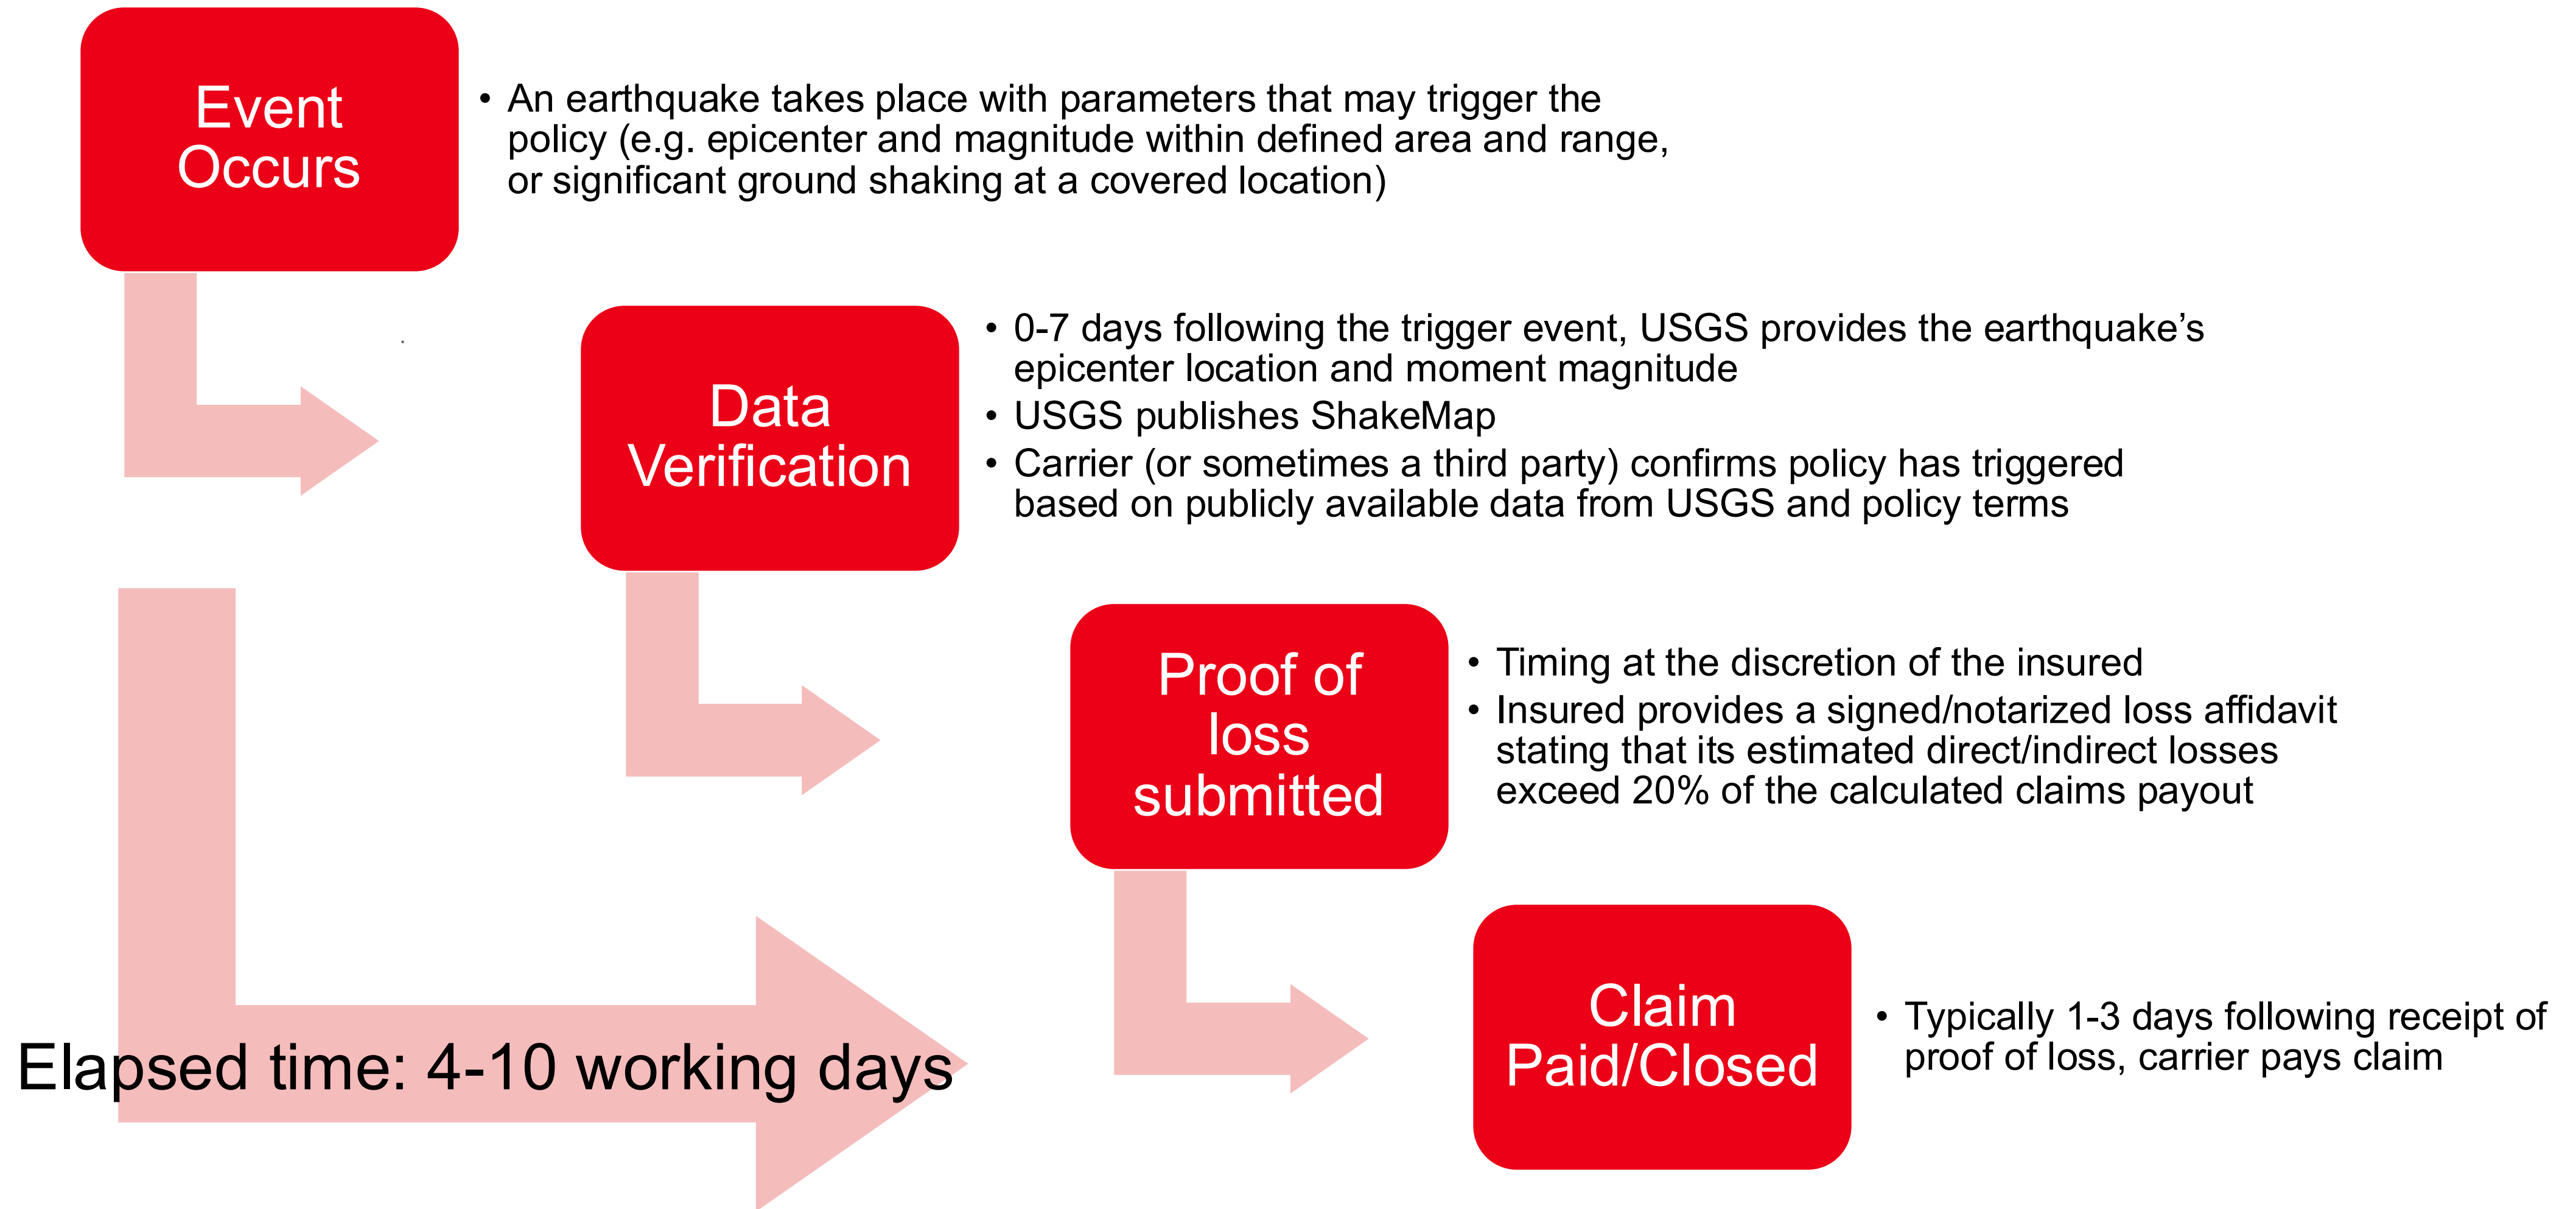 Event
Occurs
• An earthquake takes place with parameters that may trigger the
policy (e.g. epicenter and magnitude within defined area and range,
or significant ground shaking at a covered location)
Data
Verification
• 0-7 days following the trigger event, USGS provides the earthquake’s
epicenter location and moment magnitude
• USGS publishes ShakeMap
• Carrier (or sometimes a third party) confirms policy has triggered
based on publicly available data from USGS and policy terms
Proof of
loss
submitted
• Timing at the discretion of the insured
• Insured provides a signed/notarized loss affidavit
stating that its estimated direct/indirect losses
exceed 20% of the calculated claims payout
Claim
Paid/Closed
• Typically 1-3 days following receipt of
proof of loss, carrier pays claim
Elapsed time: 4-10 working days